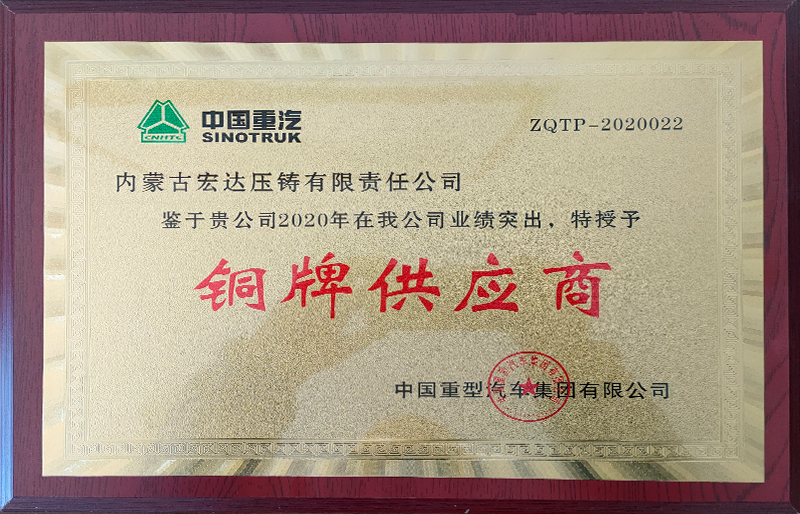 中国重汽
SINOTRUK
CNHTC
ZQTP-2020022
内蒙古宏达压铸有限责任公司
鉴于贵公司2020年在我公司业绩突出，特授予
铜牌供应商
中国重型汽车集团有限公司